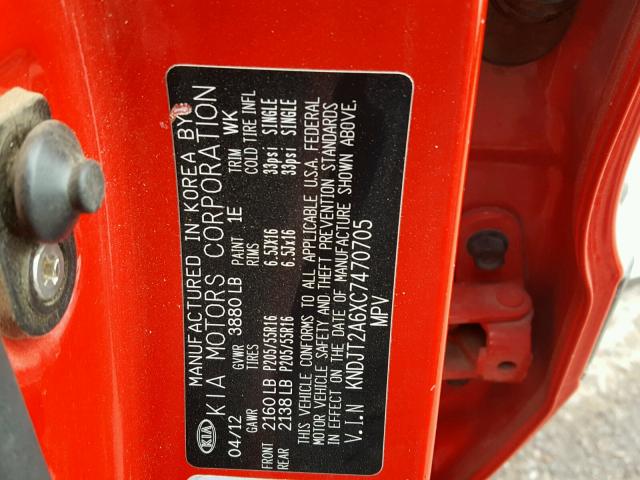 MANUFACTURED IN KOREA BY
KIA KIA MOTORS CORPORATION
04/12 GVWR 3880 LB PAINT 1E TRIM WK
GAWR TIRES RIMS COLD TIRE INFL
FRONT 2160 LB P205/55R16 6.5JX16 33psi SINGLE
REAR 2138 LB P205/55R16 6.5JX16 33psi SINGLE
THIS VEHICLE CONFORMS TO ALL APPLICABLE U.S.A. FEDERAL
MOTOR VEHICLE SAFETY AND THEFT PREVENTION STANDARDS
IN EFFECT ON THE DATE OF MANUFACTURE SHOWN ABOVE.
V.I.N KNDJT2A6XC7470705
MPV